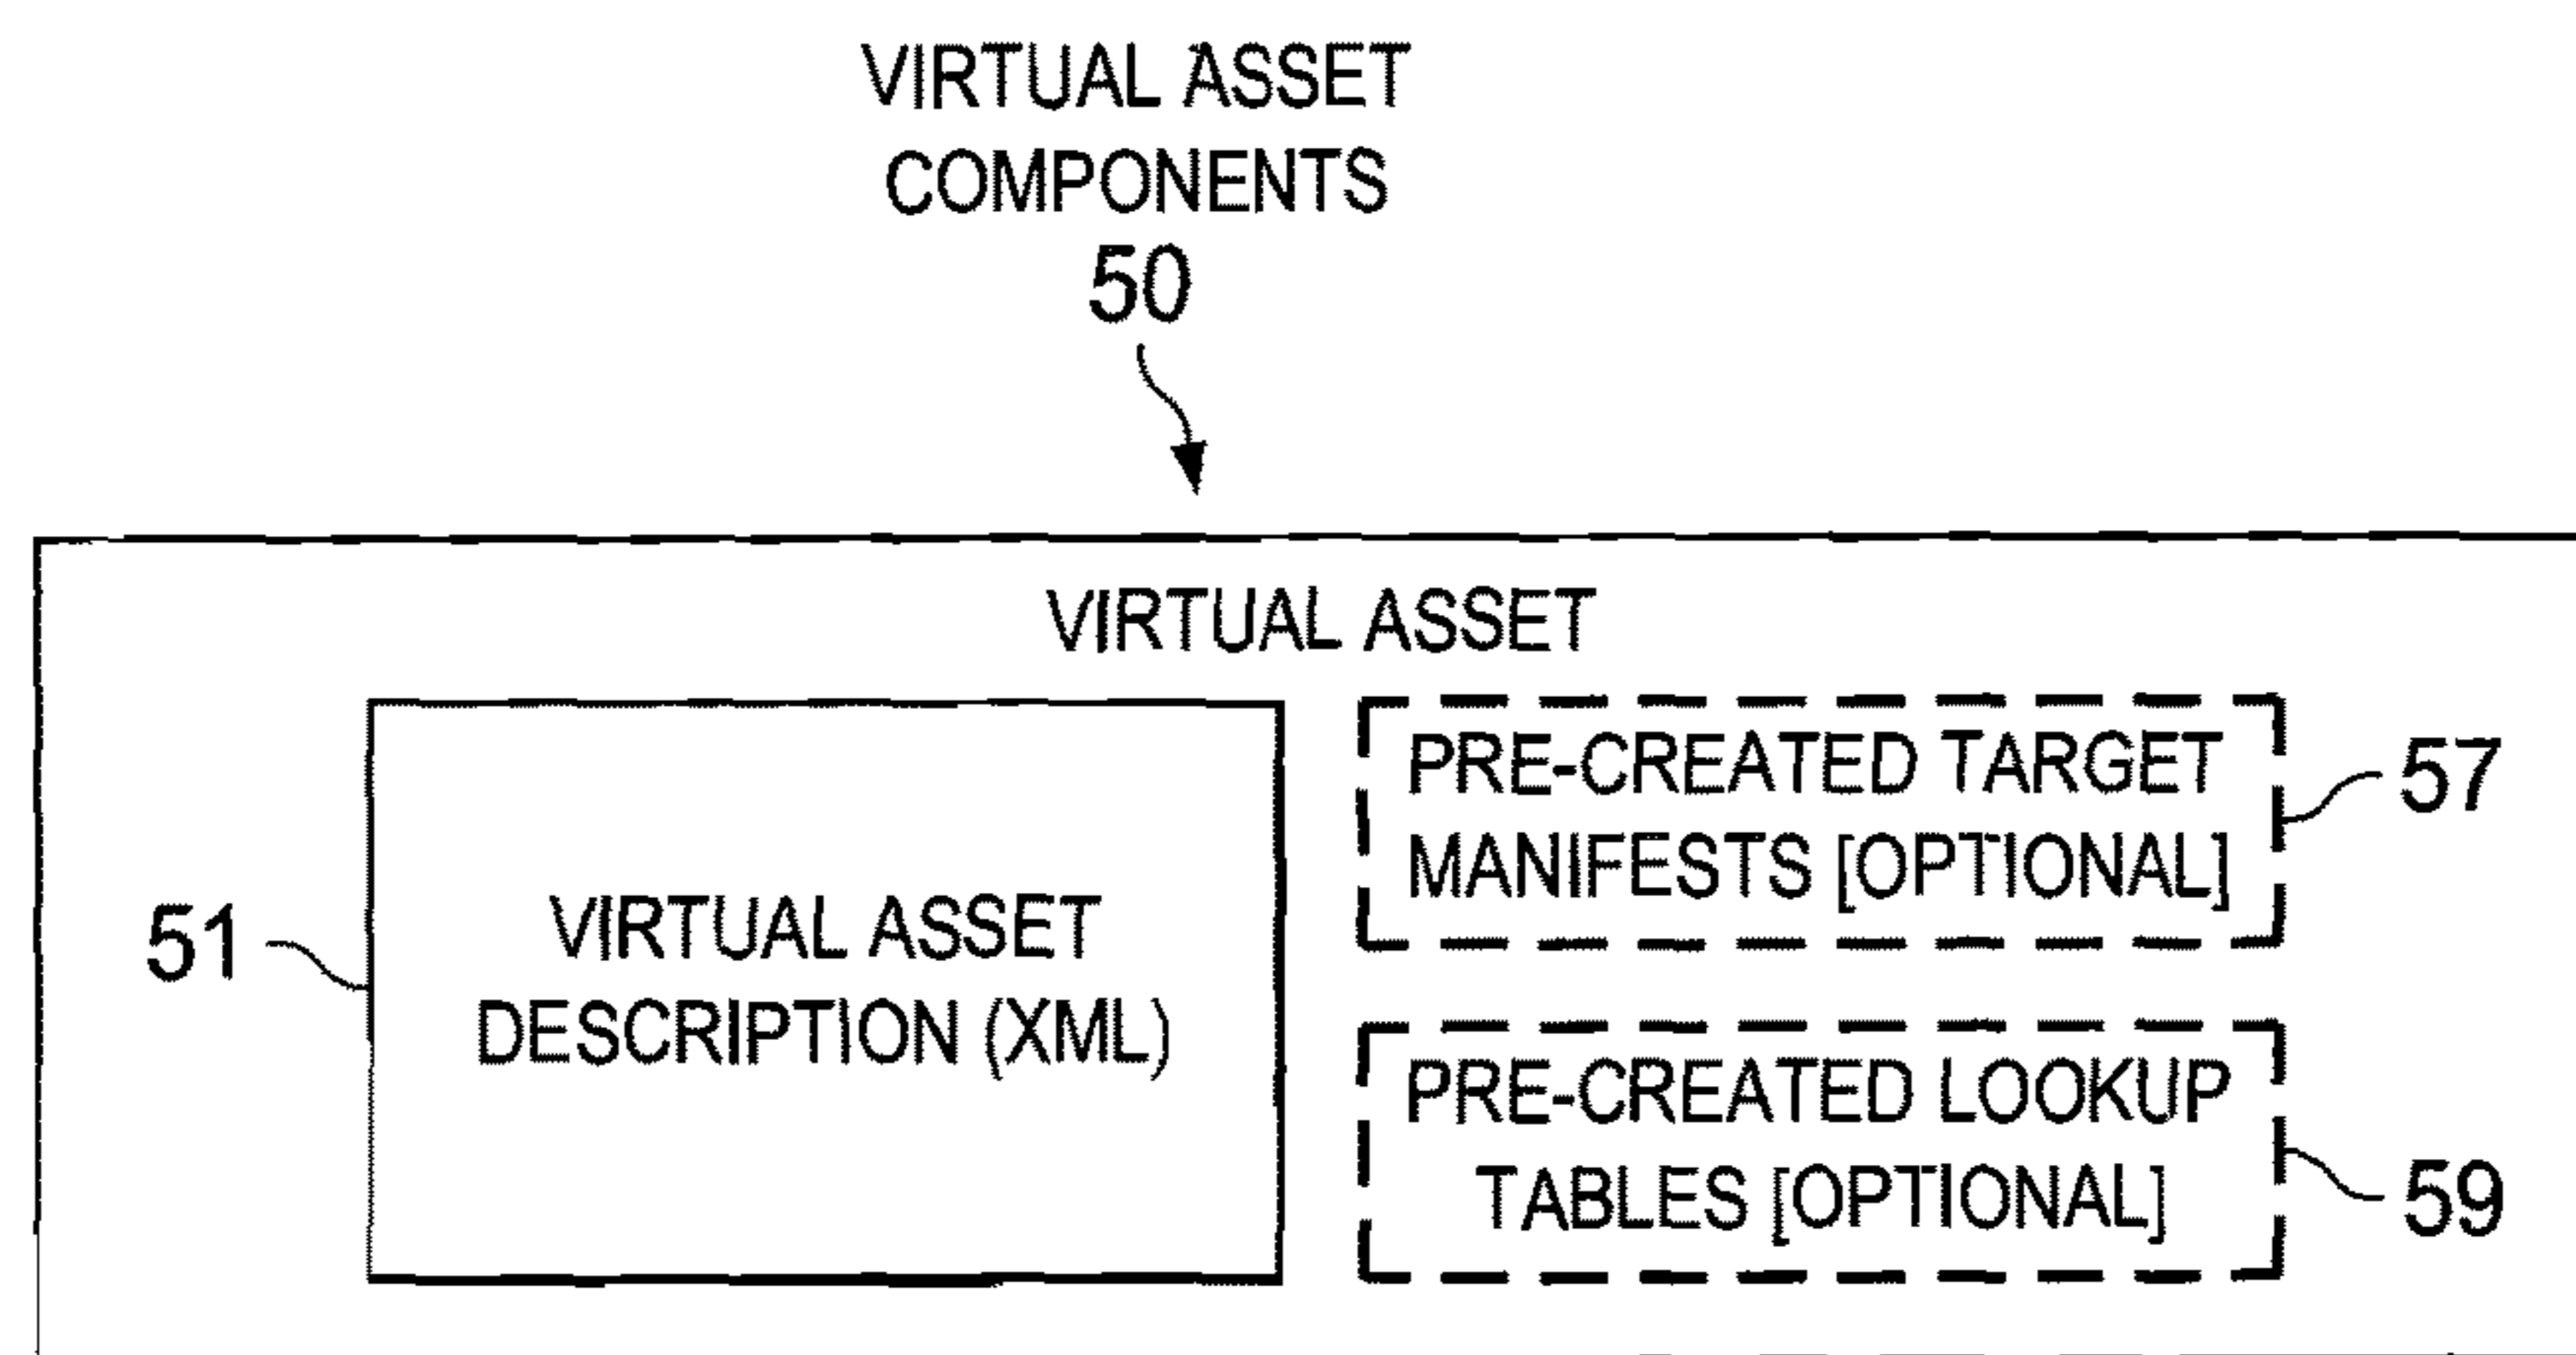 VIRTUAL ASSET
COMPONENTS
50
VIRTUAL ASSET
51
VIRTUAL ASSET
DESCRIPTION (XML)
PRE-CREATED TARGET
MANIFESTS [OPTIONAL]
57
PRE-CREATED LOOKUP
TABLES [OPTIONAL]
59